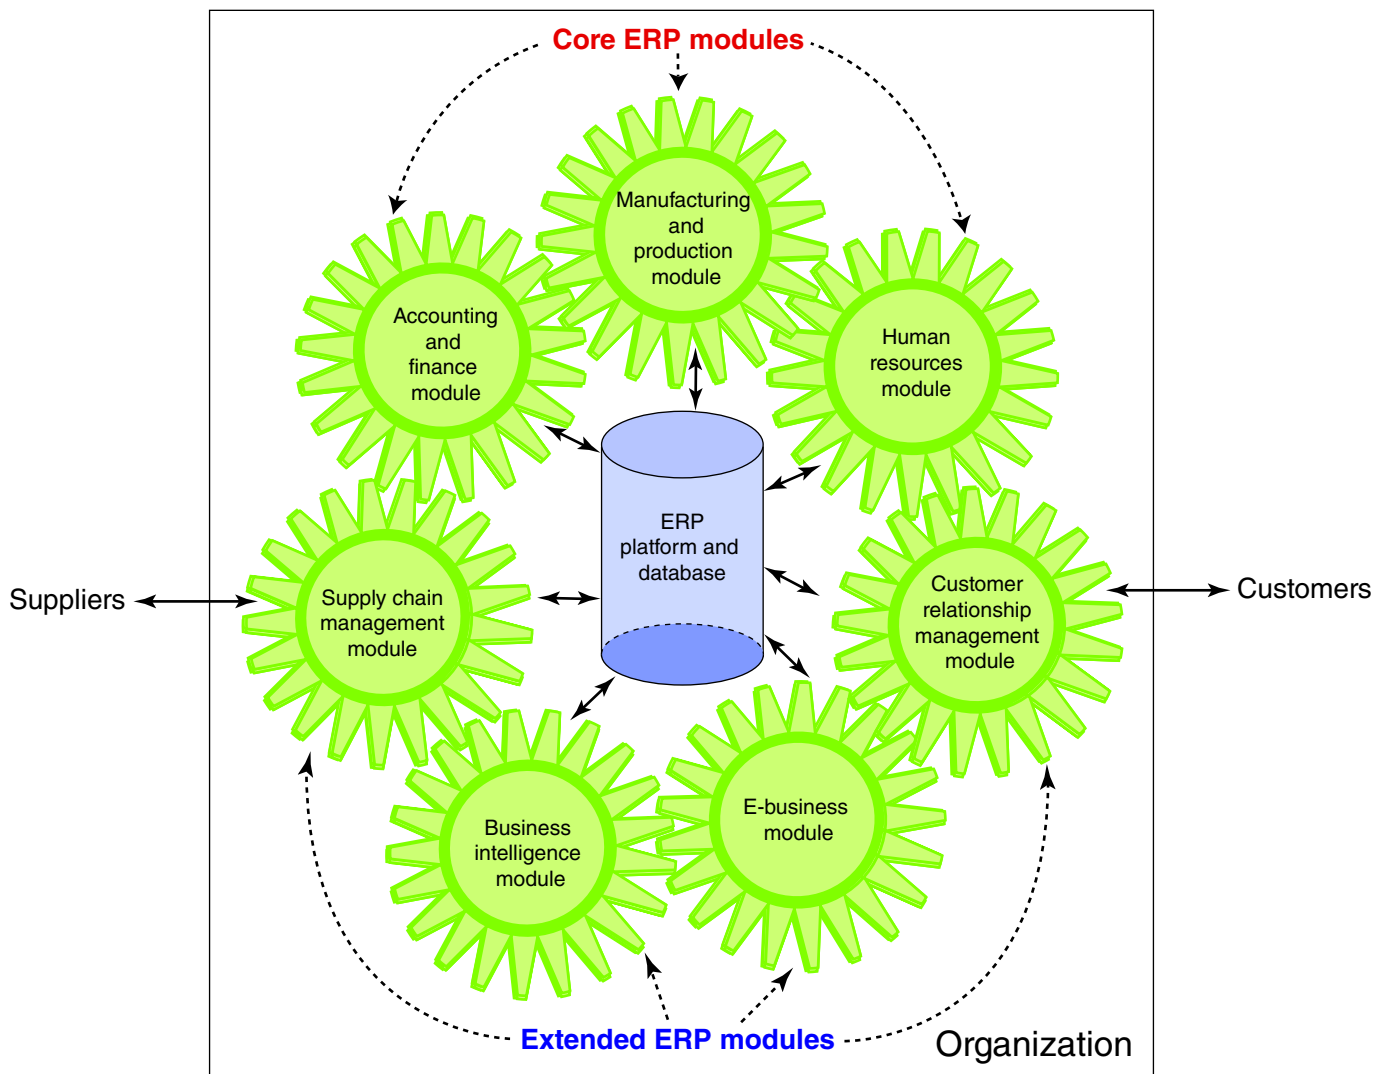 Core ERP modules
Manufacturing
and
production
module
Accounting
and
finance
module
Human
resources
module
ERP
platform and
database
Suppliers
Supply chain
management
module
Customer
relationship
management
module
Customers
Business
intelligence
module
E-business
module
Extended ERP modules
Organization